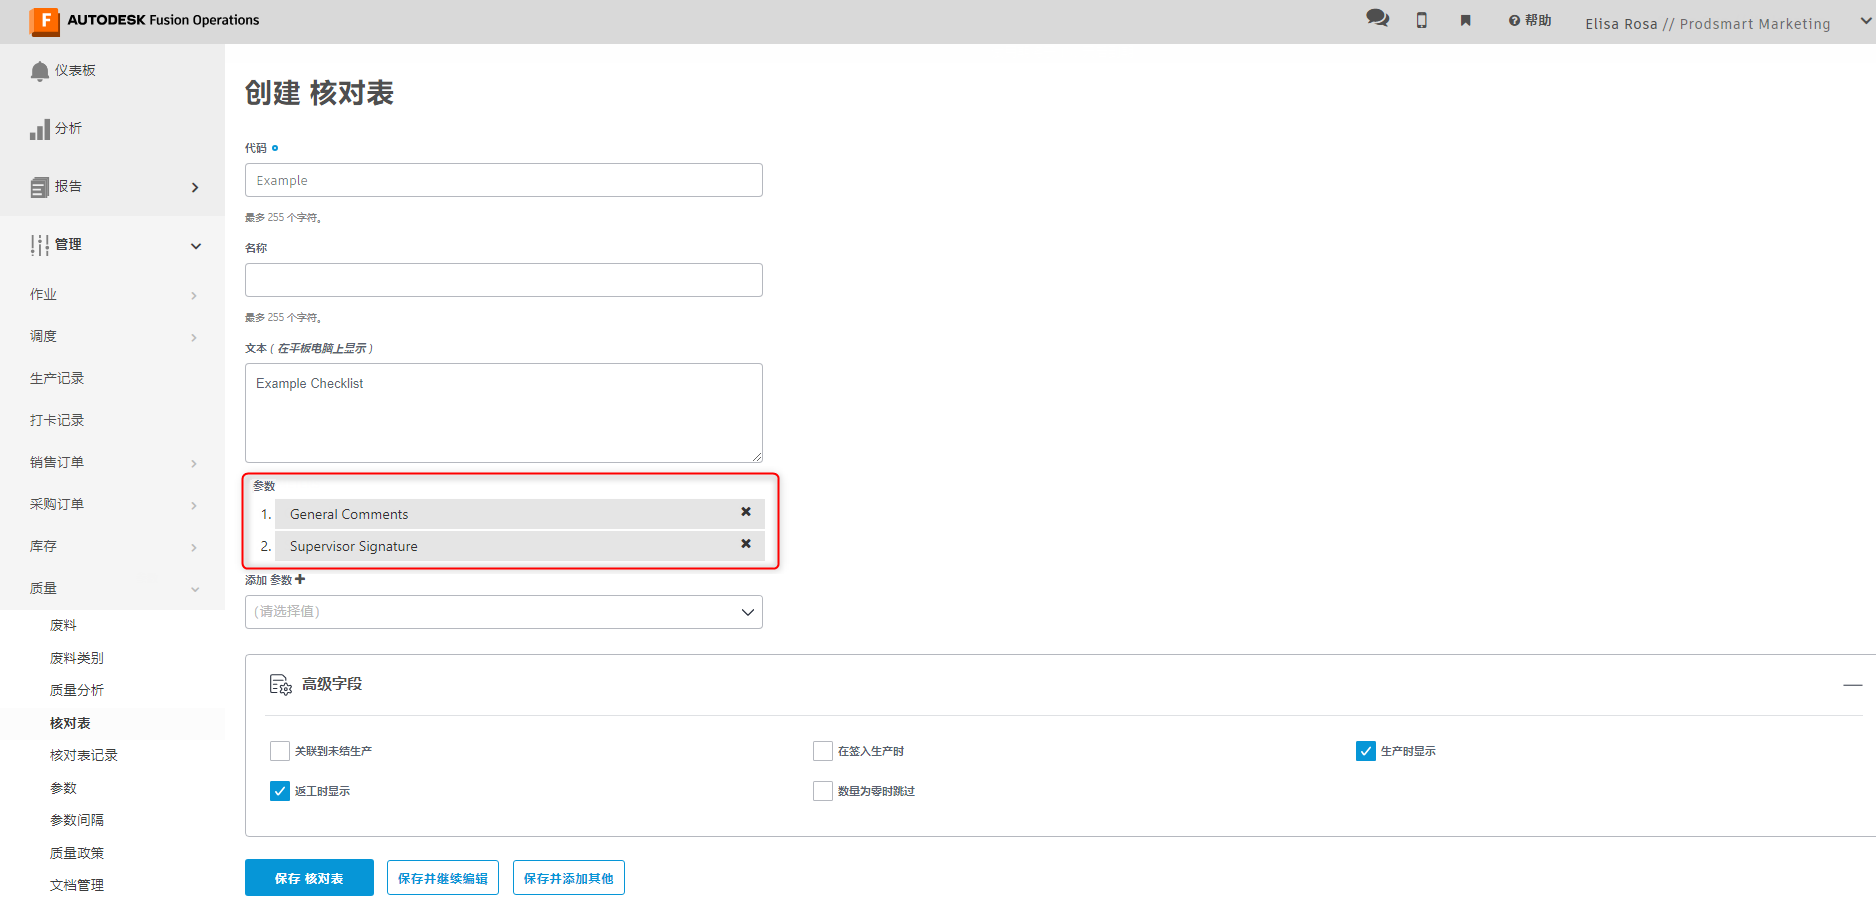 AUTODESK Fusion Operations
帮助
Elisa Rosa // Prodsmart Marketing
仪表板
分析
报告
管理
作业
调度
生产记录
打卡记录
销售订单
采购订单
库存
质量
废料
废料类别
质量分析
核对表
核对表记录
参数
参数间隔
质量政策
文档管理
创建 核对表
代码
Example
最多 255 个字符。
名称
最多 255 个字符。
文本 ( 在平板电脑上显示 )
Example Checklist
参数
1. General Comments
2. Supervisor Signature
添加 参数
(请选择值)
高级字段
关联到未结生产
在签入生产时
生产时显示
返工时显示
数量为零时跳过
保存 核对表
保存并继续编辑
保存并添加其他